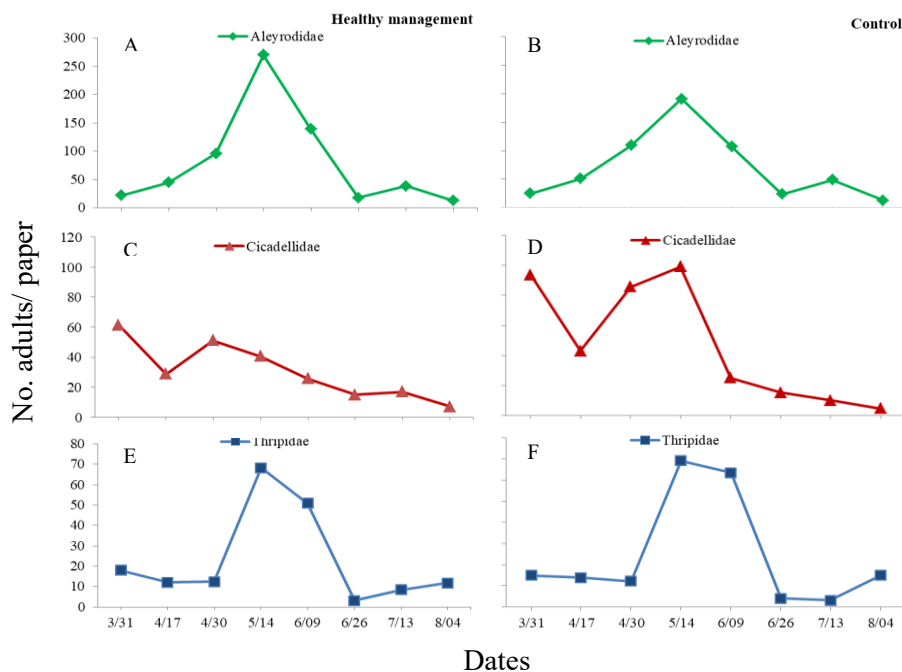 Healthy management
Control
A
Aleyrodidae
B
Aleyrodidae
300
250
200
150
100
50
0
C
Cicadellidae
D
Cicadellidae
120
100
80
60
40
20
0
E
Thripidae
F
Thripidae
80
70
60
50
40
30
20
10
0
No. adults/ paper
3/31 4/17 4/30 5/14 6/09 6/26 7/13 8/04
3/31 4/17 4/30 5/14 6/09 6/26 7/13 8/04
Dates